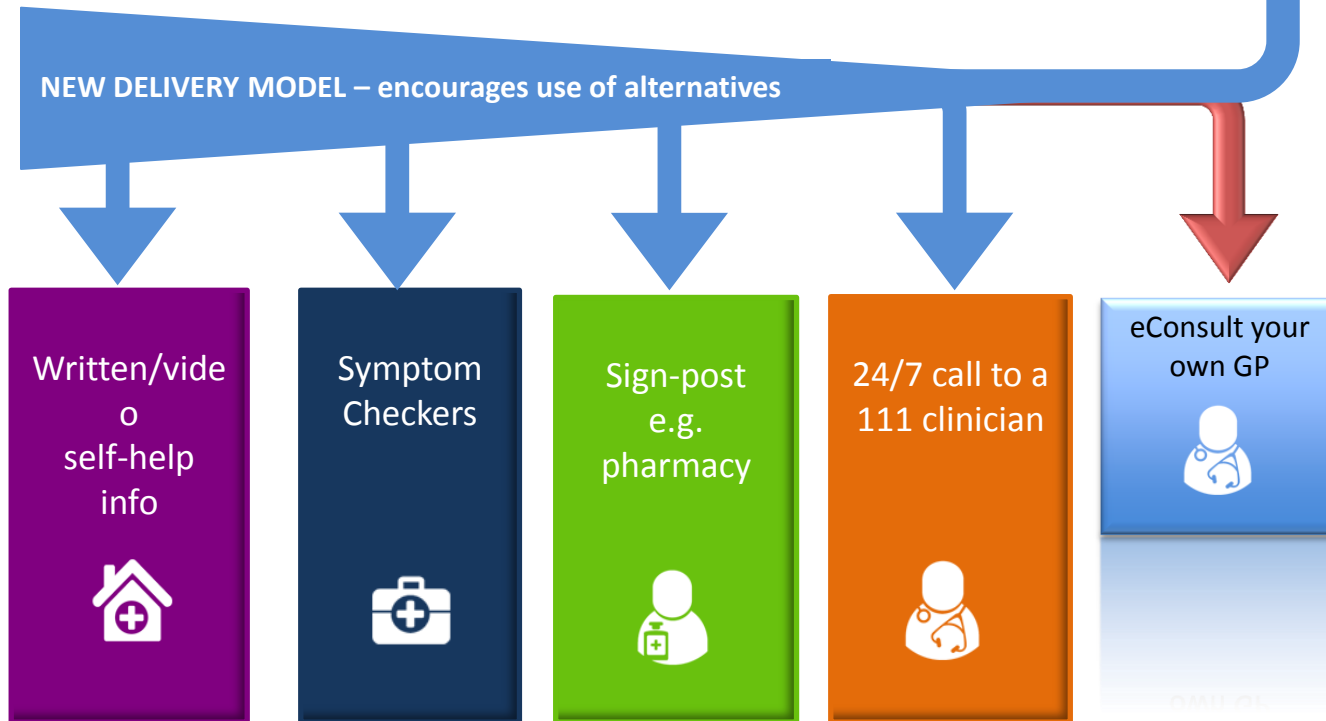 NEW DELIVERY MODEL – encourages use of alternatives
Written/vide
o
self-help
info
Symptom
Checkers
Sign-post
e.g.
pharmacy
24/7 call to a
111 clinician
eConsult your
own GP